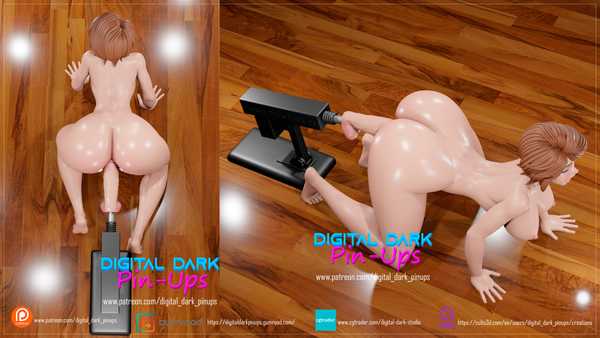 DIGITAL DARK
Pin-Ups
www.patreon.com/digital_dark_pinups
DIGITAL DARK
Pin-Ups
www.patreon.com/digital_dark_pinups
www.patreon.com/digital_dark_pinups
gumroad
https://digitaldarkpinups.gumroad.com/
cgtrader
www.cgtrader.com/digital-dark-studio
https://cults3d.com/en/users/digital_dark_pinups/creations